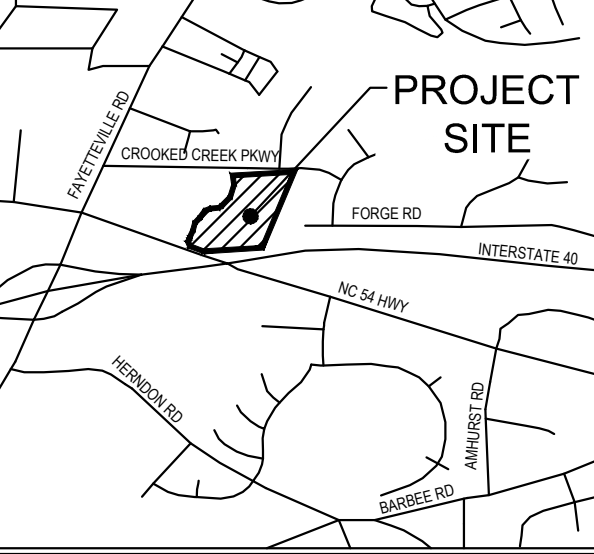 PROJECT
SITE
FAYETTEVILLE RD
CROOKED CREEK PKWY
FORGE RD
INTERSTATE 40
NC 54 HWY
HERNDON RD
AMHURST RD
BARBEE RD